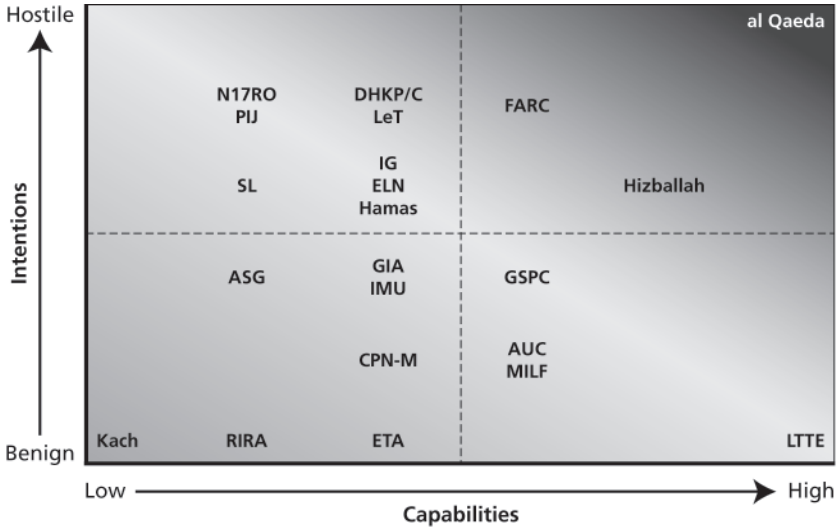 Hostile
al Qaeda
N17RO
PIJ
DHKP/C
LeT
FARC
SL
IG
ELN
Hamas
Hizballah
Intentions
ASG
GIA
IMU
GSPC
CPN-M
AUC
MILF
Kach
RIRA
ETA
LTTE
Benign
Low
High
Capabilities